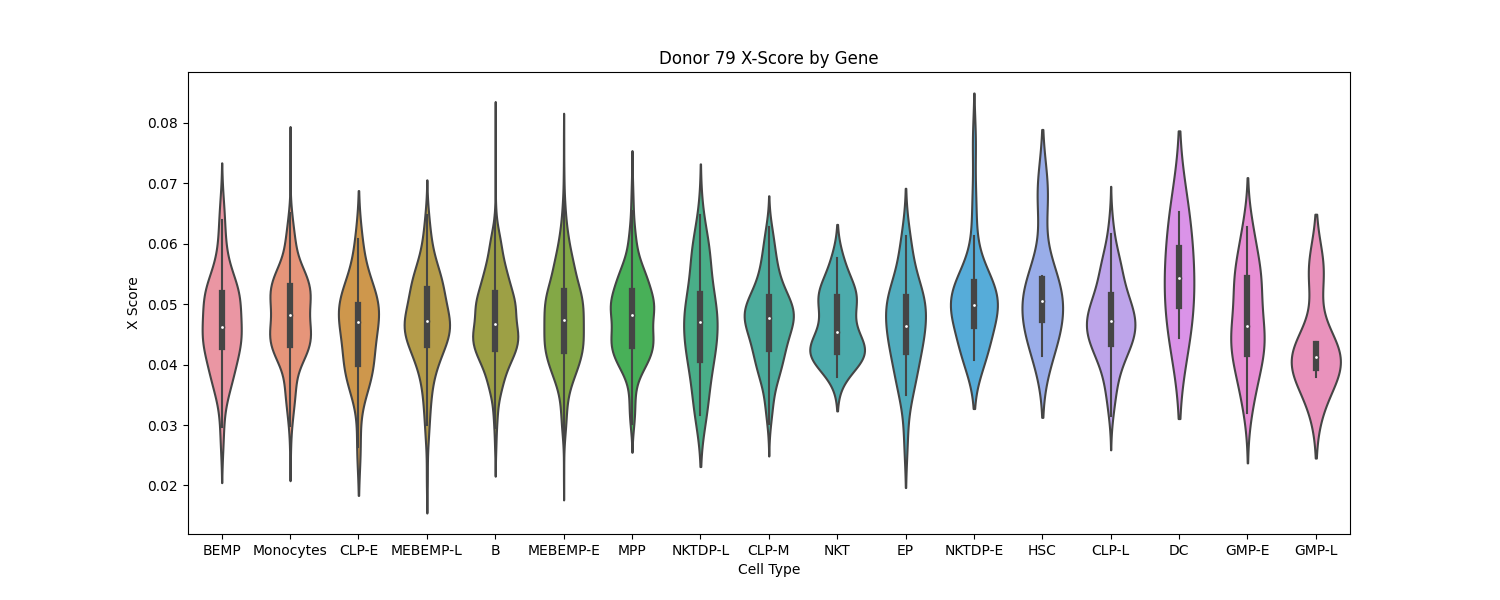 Donor 79 X-Score by Gene
X Score
0.08
0.07
0.06
0.05
0.04
0.03
0.02
BEMP Monocytes CLP-E MEBEMP-L B MEBEMP-E MPP NKTDP-L CLP-M NKT EP NKTDP-E HSC CLP-L DC GMP-E GMP-L
Cell Type